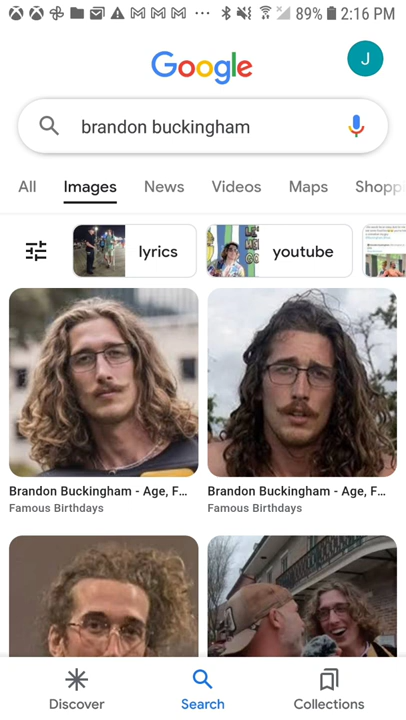 89% 2:16 PM
Google
J
brandon buckingham
All Images News Videos Maps Shopp
lyrics youtube
Brandon Buckingham - Age, F... Brandon Buckingham - Age, F...
Famous Birthdays Famous Birthdays
Discover Search Collections